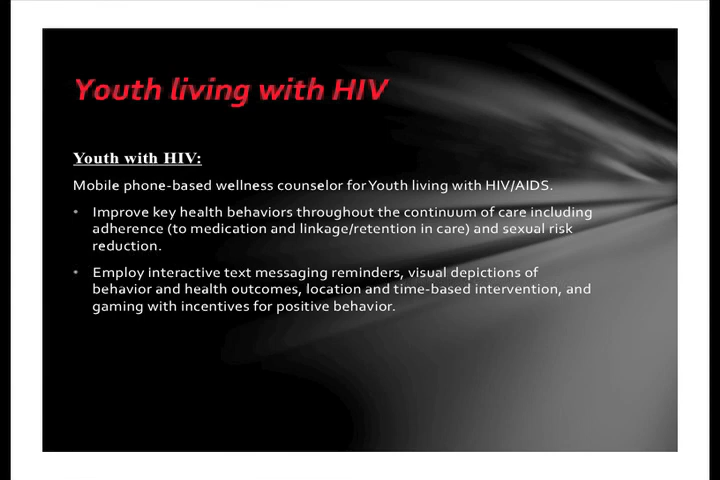 Youth living with HIV
Youth with HIV:
Mobile phone-based wellness counselor for Youth living with HIV/AIDS.
• Improve key health behaviors throughout the continuum of care including
adherence (to medication and linkage/retention in care) and sexual risk
reduction.
• Employ interactive text messaging reminders, visual depictions of
behavior and health outcomes, location and time-based intervention, and
gaming with incentives for positive behavior.